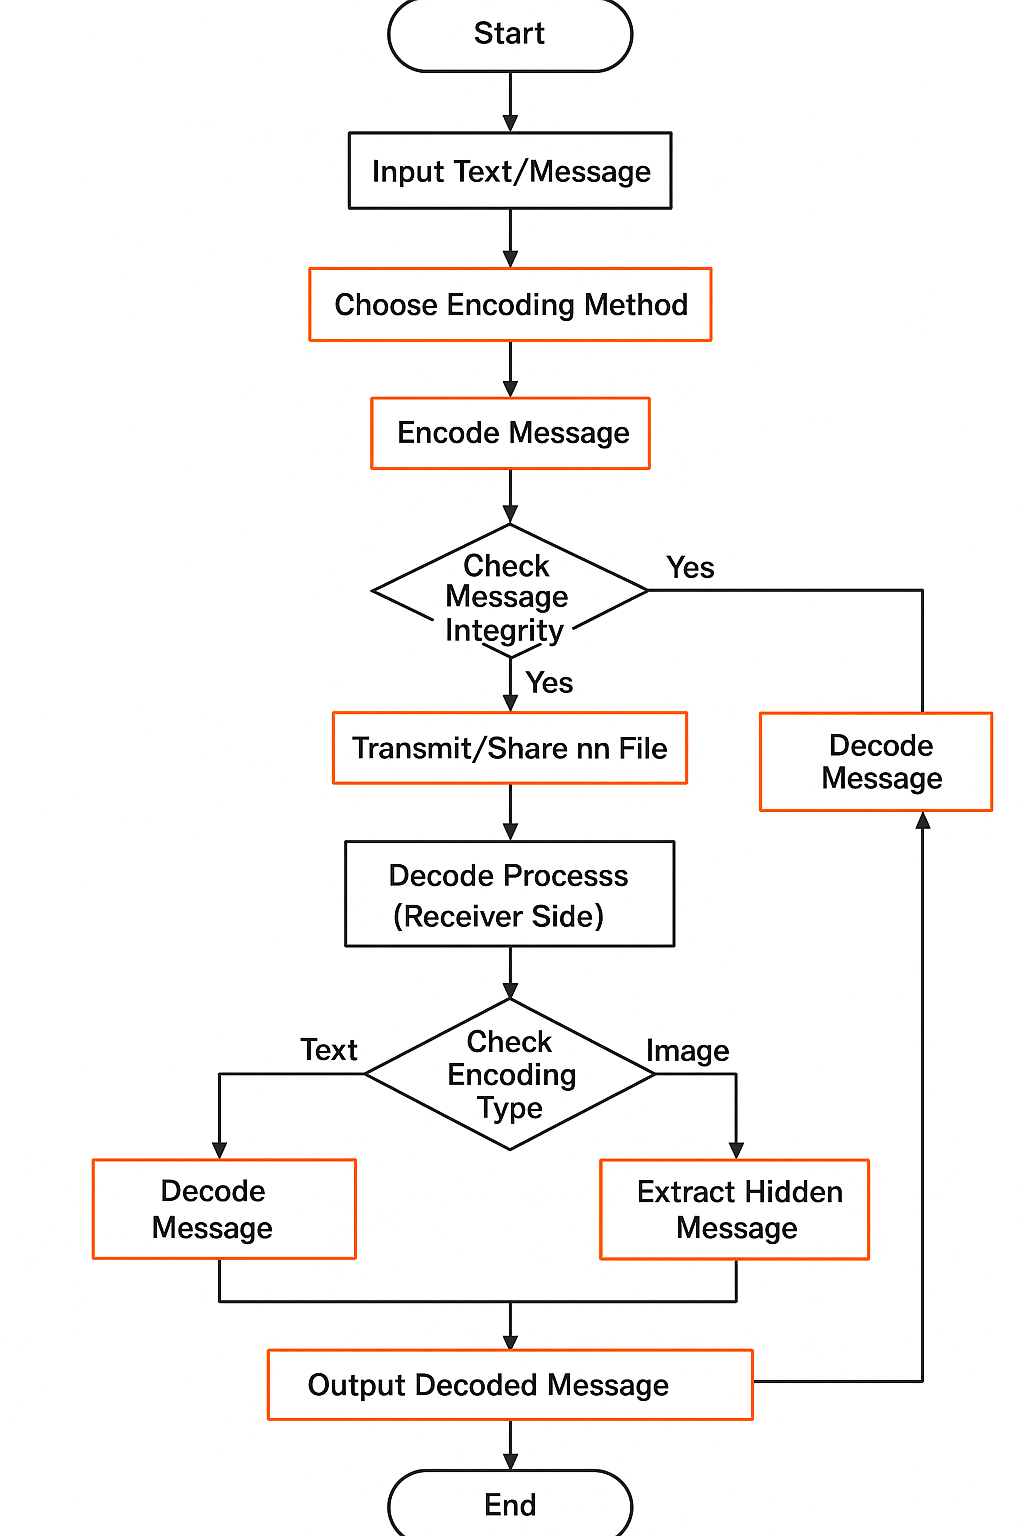 Start
Input Text/Message
Choose Encoding Method
Encode Message
Check
Message
Integrity
Yes
Yes
Transmit/Share nn File
Decode
Message
Decode Processs
(Receiver Side)
Check
Encoding
Type
Text
Image
Decode
Message
Extract Hidden
Message
Output Decoded Message
End